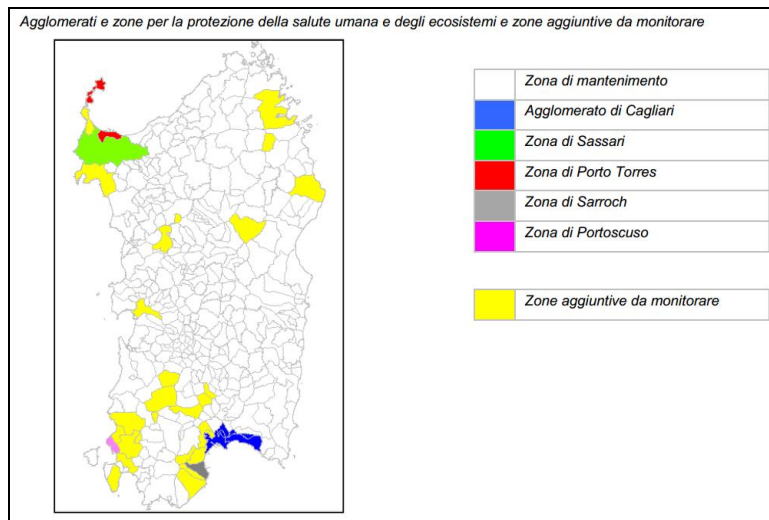 Agglomerati e zone per la protezione della salute umana e degli ecosistemi e zone aggiuntive da monitorare
Zona di mantenimento
Agglomerato di Cagliari
Zona di Sassari
Zona di Porto Torres
Zona di Sarroch
Zona di Portoscuso
Zone aggiuntive da monitorare